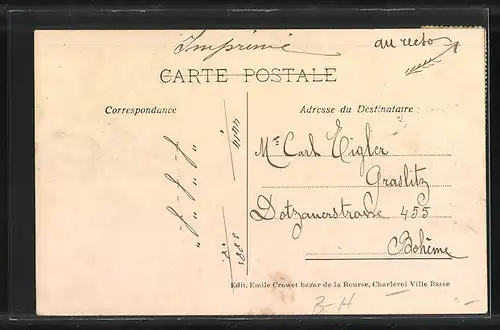 Imprimé
au recto
CARTE POSTALE
Correspondance
Adresse du Destinataire
Mr Carl Eigler
Graslitz
Dotzauerstrasse 455
Bohême
Edit. Emile Crowet bazar de la Bourse, Charleroi Ville Basse